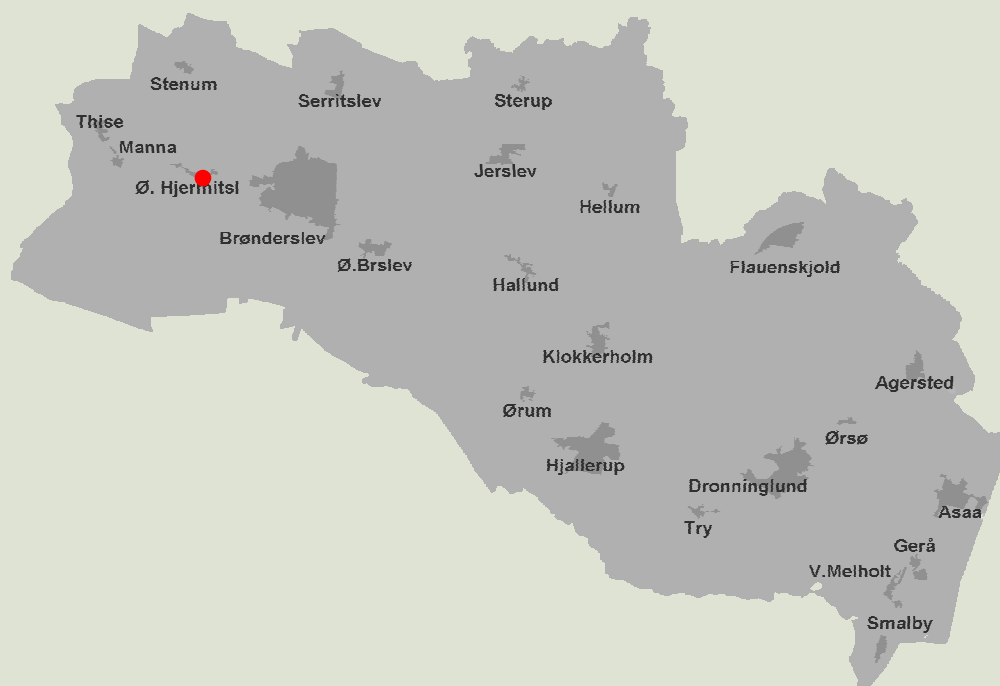 Stenum
Serritslev
Sterup
Thise
Manna
Jerslev
Ø. Hjermitsl
Hellum
Brønderslev
Ø.Brslev
Flauenskjold
Hallund
Klokkerholm
Agersted
Ørum
Ørsø
Hjallerup
Dronninglund
Asaa
Try
Gerå
V.Melholt
Smalby